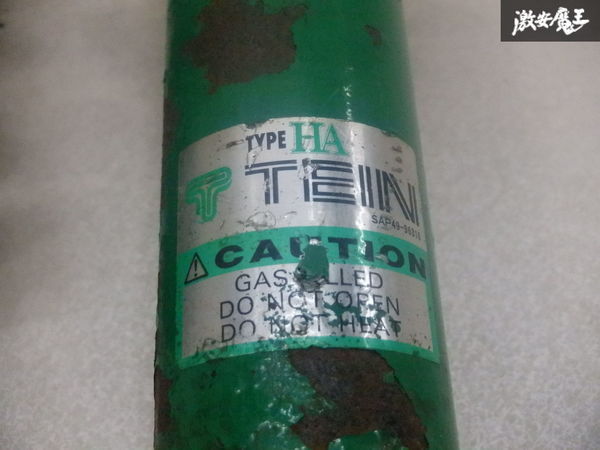 激安魔王
TYPE HA
TEIN
CAUTION
GAS FILLED
DO NOT OPEN
DO NOT HEAT